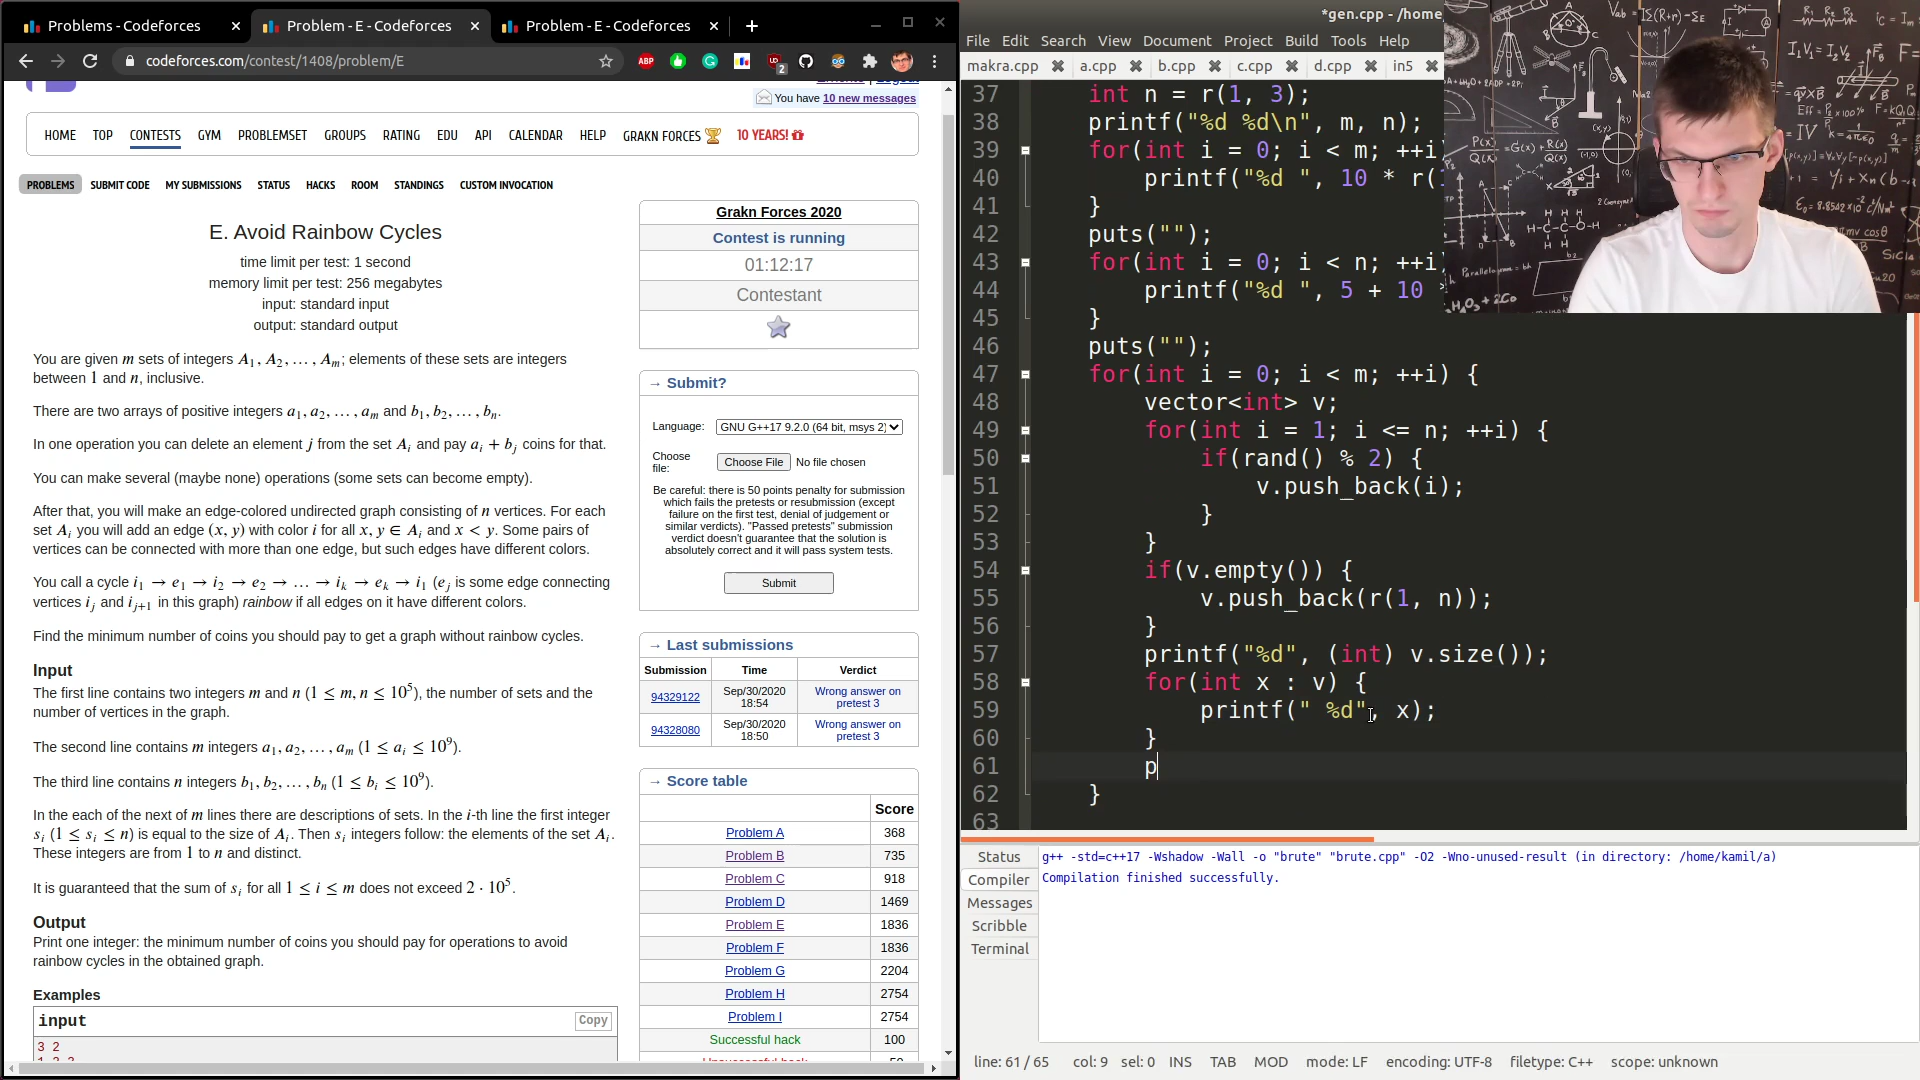 Problems - Codeforces
Problem - E - Codeforces
Problem - E - Codeforces
codeforces.com/contest/1408/problem/E
You have 10 new messages
HOME TOP CONTESTS GYM PROBLEMSET GROUPS RATING EDU API CALENDAR HELP GRAKN FORCES 10 YEARS!
PROBLEMS SUBMIT CODE MY SUBMISSIONS STATUS HACKS ROOM STANDINGS CUSTOM INVOCATION
E. Avoid Rainbow Cycles
time limit per test: 1 second
memory limit per test: 256 megabytes
input: standard input
output: standard output
You are given m sets of integers A₁, A₂, …, Aₘ; elements of these sets are integers
between 1 and n, inclusive.
There are two arrays of positive integers a₁, a₂, …, aₘ and b₁, b₂, …, bₙ.
In one operation you can delete an element j from the set Aᵢ and pay aᵢ + bⱼ coins for that.
You can make several (maybe none) operations (some sets can become empty).
After that, you will make an edge-colored undirected graph consisting of n vertices. For each
set Aᵢ you will add an edge (x, y) with color i for all x, y ∈ Aᵢ and x < y. Some pairs of
vertices can be connected with more than one edge, but such edges have different colors.
You call a cycle i₁ → e₁ → i₂ → e₂ → … → iₖ → eₖ → i₁ (eⱼ is some edge connecting
vertices iⱼ and iⱼ₊₁ in this graph) rainbow if all edges on it have different colors.
Find the minimum number of coins you should pay to get a graph without rainbow cycles.
Input
The first line contains two integers m and n (1 ≤ m, n ≤ 10⁵), the number of sets and the
number of vertices in the graph.
The second line contains m integers a₁, a₂, …, aₘ (1 ≤ aᵢ ≤ 10⁹).
The third line contains n integers b₁, b₂, …, bₙ (1 ≤ bᵢ ≤ 10⁹).
In the each of the next of m lines there are descriptions of sets. In the i-th line the first integer
sᵢ (1 ≤ sᵢ ≤ n) is equal to the size of Aᵢ. Then sᵢ integers follow: the elements of the set Aᵢ.
These integers are from 1 to n and distinct.
It is guaranteed that the sum of sᵢ for all 1 ≤ i ≤ m does not exceed 2 · 10⁵.
Output
Print one integer: the minimum number of coins you should pay for operations to avoid
rainbow cycles in the obtained graph.
Examples
input Copy
3 2
Grakn Forces 2020
Contest is running
01:12:17
Contestant
→ Submit?
Language: GNU G++17 9.2.0 (64 bit, msys 2)
Choose
file: Choose File No file chosen
Be careful: there is 50 points penalty for submission
which fails the pretests or resubmission (except
failure on the first test, denial of judgement or
similar verdicts). "Passed pretests" submission
verdict doesn't guarantee that the solution is
absolutely correct and it will pass system tests.
Submit
→ Last submissions
Submission Time Verdict
94329122 Sep/30/2020 18:54 Wrong answer on pretest 3
94328080 Sep/30/2020 18:50 Wrong answer on pretest 3
→ Score table
Score
Problem A 368
Problem B 735
Problem C 918
Problem D 1469
Problem E 1836
Problem F 1836
Problem G 2204
Problem H 2754
Problem I 2754
Successful hack 100
*gen.cpp - /home
File Edit Search View Document Project Build Tools Help
makra.cpp a.cpp b.cpp c.cpp d.cpp in5
37 int n = r(1, 3);
38 printf("%d %d\n", m, n);
39 for(int i = 0; i < m; ++i)
40 printf("%d ", 10 * r(
41 }
42 puts("");
43 for(int i = 0; i < n; ++i)
44 printf("%d ", 5 + 10
45 }
46 puts("");
47 for(int i = 0; i < m; ++i) {
48 vector<int> v;
49 for(int i = 1; i <= n; ++i) {
50 if(rand() % 2) {
51 v.push_back(i);
52 }
53 }
54 if(v.empty()) {
55 v.push_back(r(1, n));
56 }
57 printf("%d", (int) v.size());
58 for(int x : v) {
59 printf(" %d", x);
60 }
61 p
62 }
63
Status
Compiler
Messages
Scribble
Terminal
g++ -std=c++17 -Wshadow -Wall -o "brute" "brute.cpp" -O2 -Wno-unused-result (in directory: /home/kamil/a)
Compilation finished successfully.
line: 61 / 65 col: 9 sel: 0 INS TAB MOD mode: LF encoding: UTF-8 filetype: C++ scope: unknown